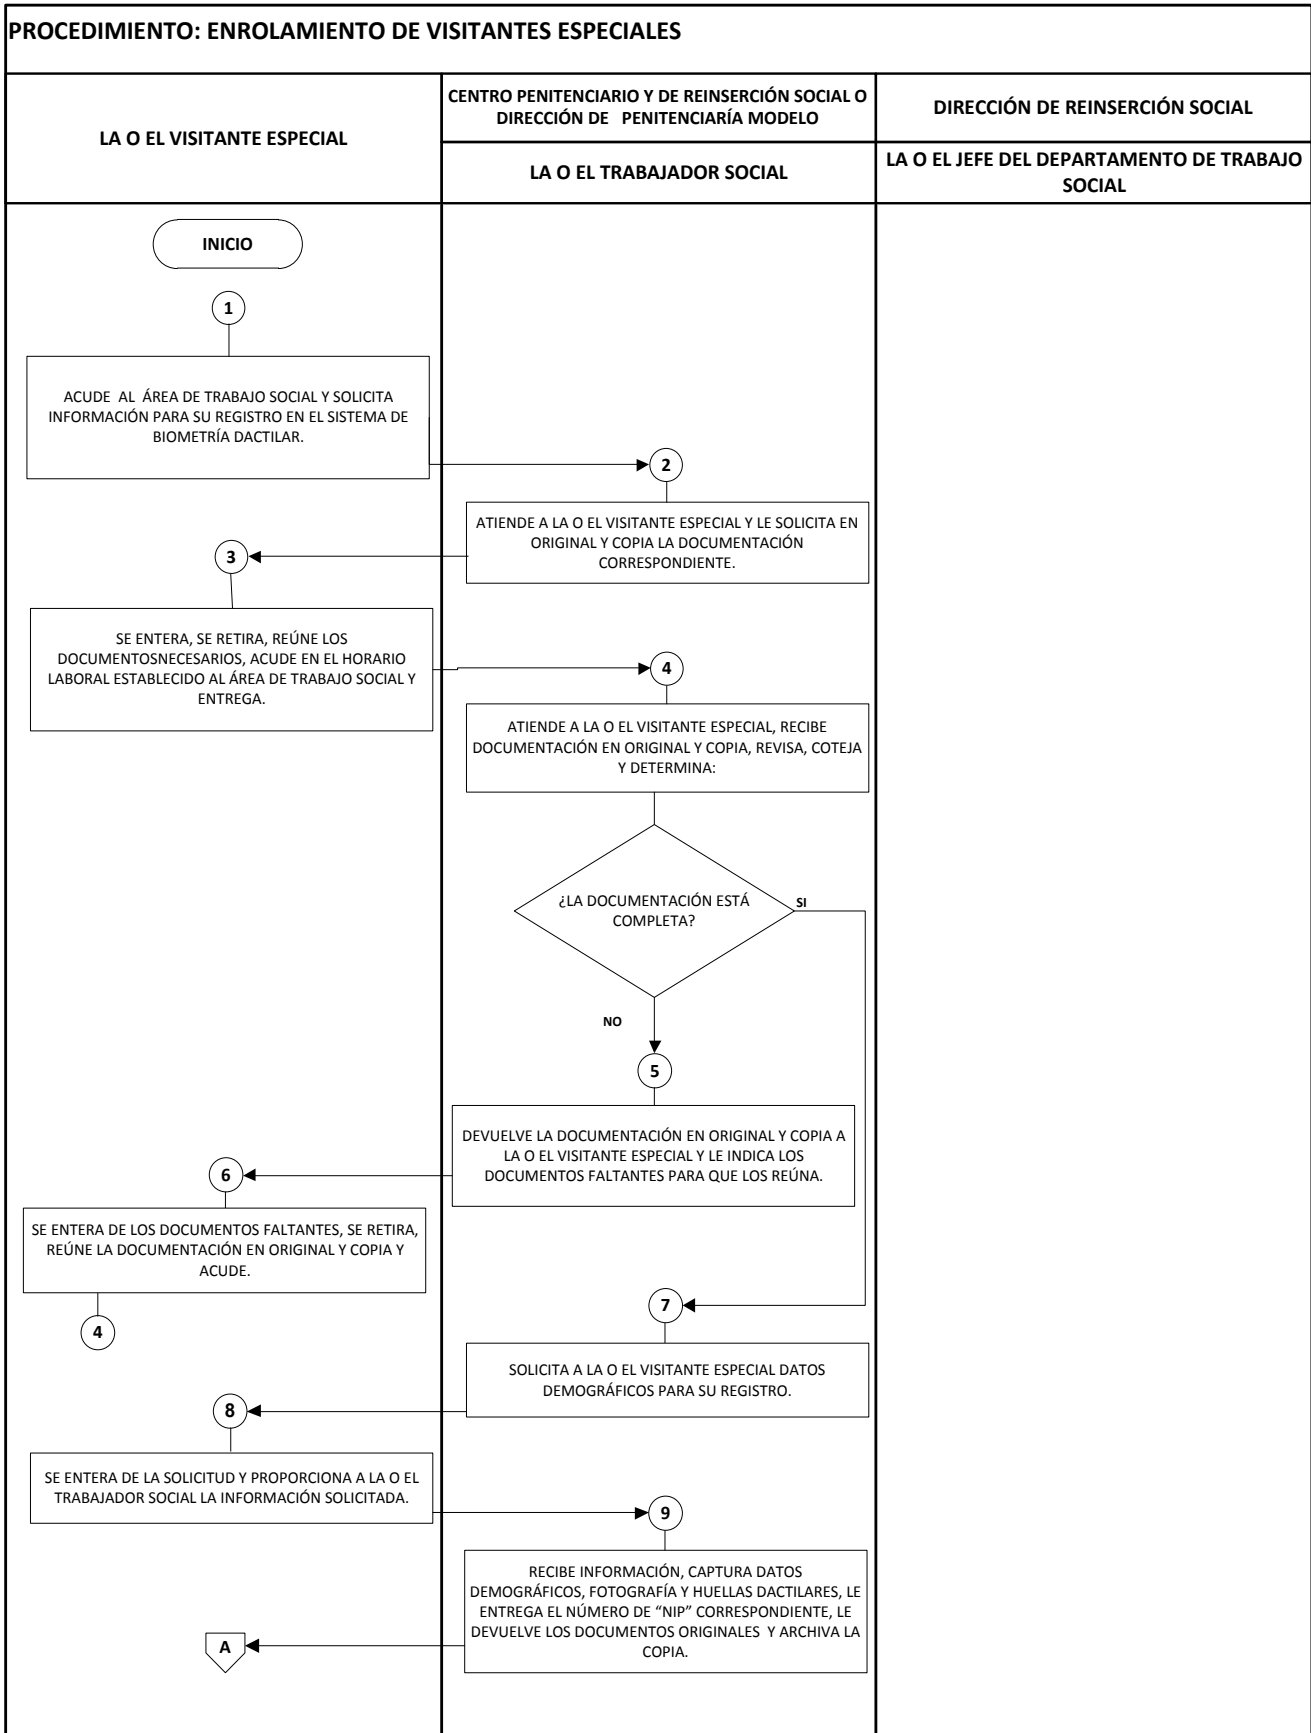 PROCEDIMIENTO: ENROLAMIENTO DE VISITANTES ESPECIALES
LA O EL VISITANTE ESPECIAL
CENTRO PENITENCIARIO Y DE REINSERCIÓN SOCIAL O
DIRECCIÓN DE PENITENCIARÍA MODELO
LA O EL TRABAJADOR SOCIAL
DIRECCIÓN DE REINSERCIÓN SOCIAL
LA O EL JEFE DEL DEPARTAMENTO DE TRABAJO
SOCIAL
INICIO
1
ACUDE AL ÁREA DE TRABAJO SOCIAL Y SOLICITA
INFORMACIÓN PARA SU REGISTRO EN EL SISTEMA DE
BIOMETRÍA DACTILAR.
2
ATIENDE A LA O EL VISITANTE ESPECIAL Y LE SOLICITA EN
ORIGINAL Y COPIA LA DOCUMENTACIÓN
CORRESPONDIENTE.
3
SE ENTERA, SE RETIRA, REÚNE LOS
DOCUMENTOSNECESARIOS, ACUDE EN EL HORARIO
LABORAL ESTABLECIDO AL ÁREA DE TRABAJO SOCIAL Y
ENTREGA.
4
ATIENDE A LA O EL VISITANTE ESPECIAL, RECIBE
DOCUMENTACIÓN EN ORIGINAL Y COPIA, REVISA, COTEJA
Y DETERMINA:
¿LA DOCUMENTACIÓN ESTÁ
COMPLETA?
SI
NO
5
DEVUELVE LA DOCUMENTACIÓN EN ORIGINAL Y COPIA A
LA O EL VISITANTE ESPECIAL Y LE INDICA LOS
DOCUMENTOS FALTANTES PARA QUE LOS REÚNA.
6
SE ENTERA DE LOS DOCUMENTOS FALTANTES, SE RETIRA,
REÚNE LA DOCUMENTACIÓN EN ORIGINAL Y COPIA Y
ACUDE.
4
7
SOLICITA A LA O EL VISITANTE ESPECIAL DATOS
DEMOGRÁFICOS PARA SU REGISTRO.
8
SE ENTERA DE LA SOLICITUD Y PROPORCIONA A LA O EL
TRABAJADOR SOCIAL LA INFORMACIÓN SOLICITADA.
9
RECIBE INFORMACIÓN, CAPTURA DATOS
DEMOGRÁFICOS, FOTOGRAFÍA Y HUELLAS DACTILARES, LE
ENTREGA EL NÚMERO DE “NIP” CORRESPONDIENTE, LE
DEVUELVE LOS DOCUMENTOS ORIGINALES Y ARCHIVA LA
COPIA.
A